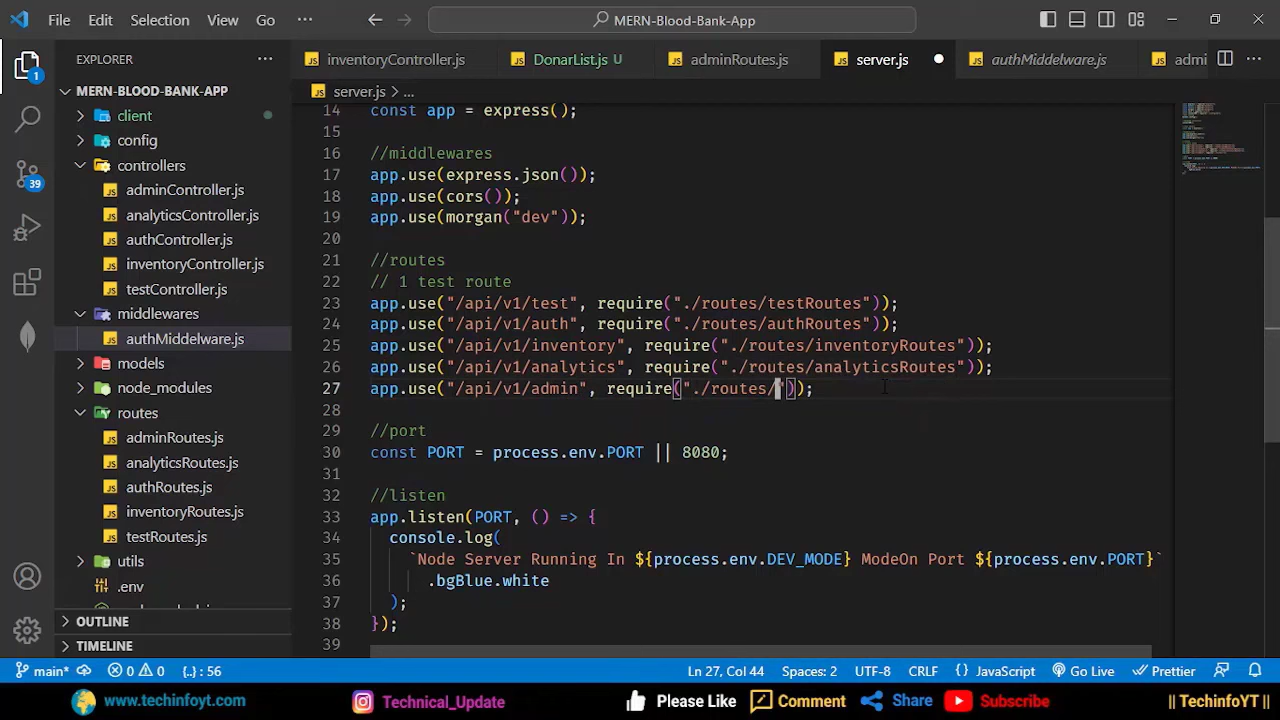 File Edit Selection View Go ··· MERN-Blood-Bank-App
EXPLORER ···
inventoryController.js DonarList.js U adminRoutes.js server.js authMiddelware.js admi ···
MERN-BLOOD-BANK-APP
client
config
controllers
adminController.js
analyticsController.js
authController.js
inventoryController.js
testController.js
middlewares
authMiddelware.js
models
node_modules
routes
adminRoutes.js
analyticsRoutes.js
authRoutes.js
inventoryRoutes.js
testRoutes.js
utils
.env
OUTLINE
TIMELINE
1
39
server.js > ...
14 const app = express();
15
16 //middlewares
17 app.use(express.json());
18 app.use(cors());
19 app.use(morgan("dev"));
20
21 //routes
22 // 1 test route
23 app.use("/api/v1/test", require("./routes/testRoutes"));
24 app.use("/api/v1/auth", require("./routes/authRoutes"));
25 app.use("/api/v1/inventory", require("./routes/inventoryRoutes"));
26 app.use("/api/v1/analytics", require("./routes/analyticsRoutes"));
27 app.use("/api/v1/admin", require("./routes/"));
28
29 //port
30 const PORT = process.env.PORT || 8080;
31
32 //listen
33 app.listen(PORT, () => {
34 console.log(
35 `Node Server Running In ${process.env.DEV_MODE} ModeOn Port ${process.env.PORT}`
36 .bgBlue.white
37 );
38 });
39
main* 0 0 {..} : 56 Ln 27, Col 44 Spaces: 2 UTF-8 CRLF {} JavaScript Go Live Prettier
www.techinfoyt.com Technical_Update Please Like Comment Share Subscribe || TechinfoYT ||